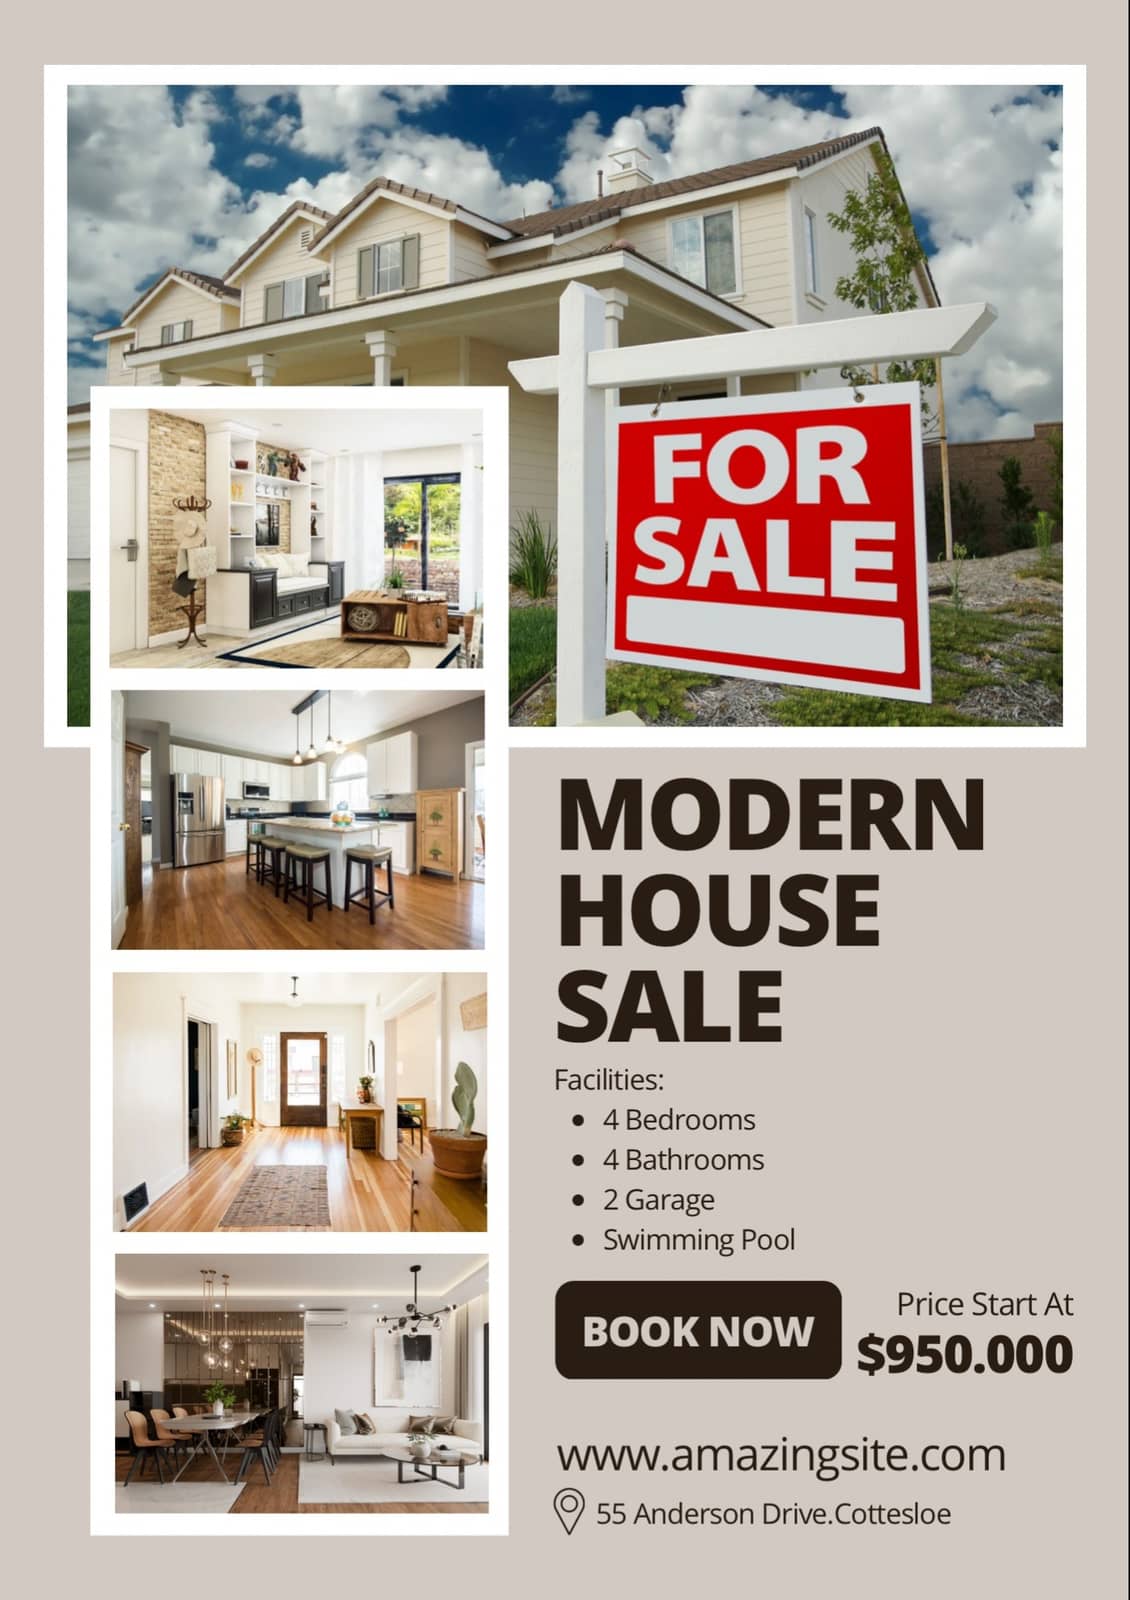 FOR
SALE
MODERN
HOUSE
SALE
Facilities:
• 4 Bedrooms
• 4 Bathrooms
• 2 Garage
• Swimming Pool
BOOK NOW
Price Start At
$950.000
www.amazingsite.com
55 Anderson Drive.Cottesloe